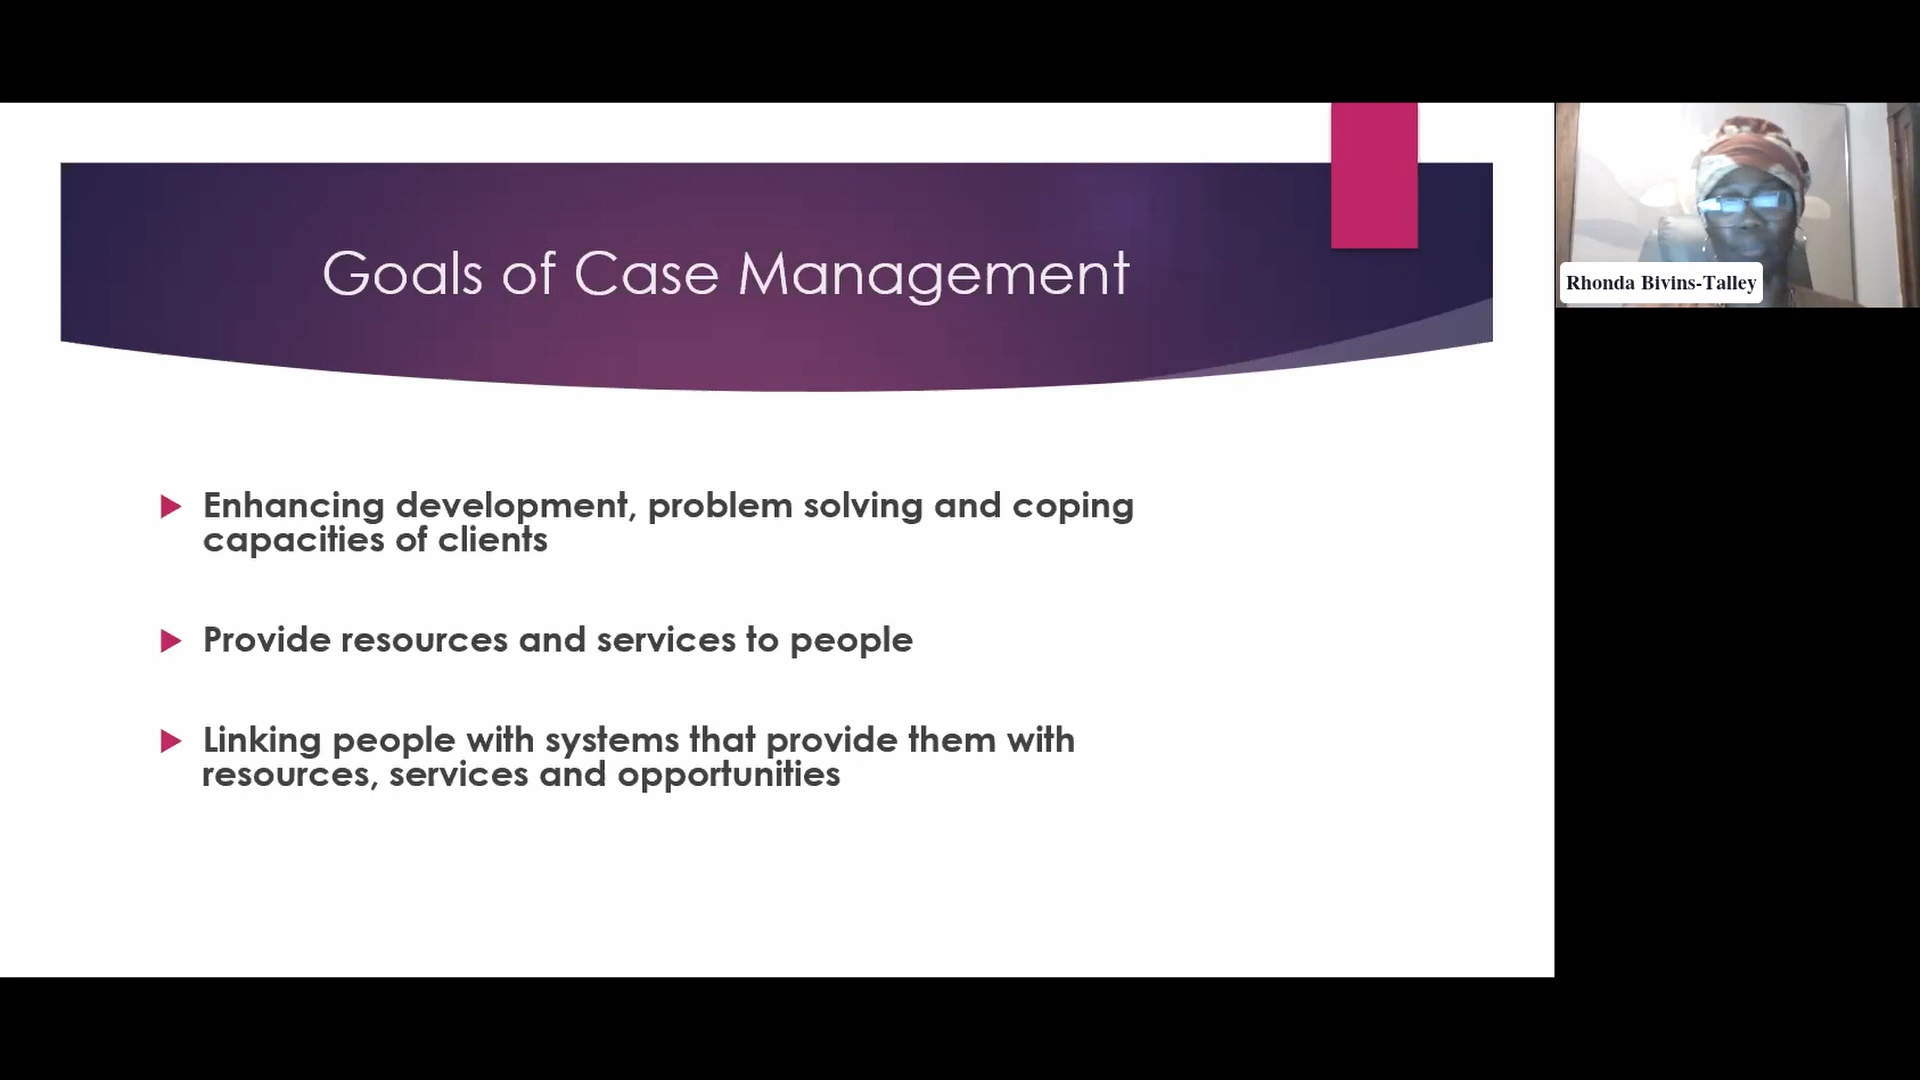 Goals of Case Management
Rhonda Bivins-Talley
Enhancing development, problem solving and coping
capacities of clients
Provide resources and services to people
Linking people with systems that provide them with
resources, services and opportunities